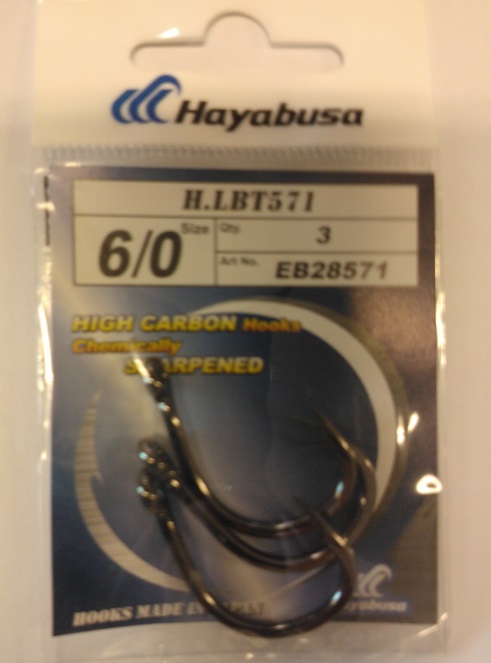 Hayabusa
H.LBT571
6/0 Size Qty. 3
Art No. EB28571
HIGH CARBON Hooks
Chemically
SHARPENED
Hayabusa
HOOKS MADE IN JAPAN